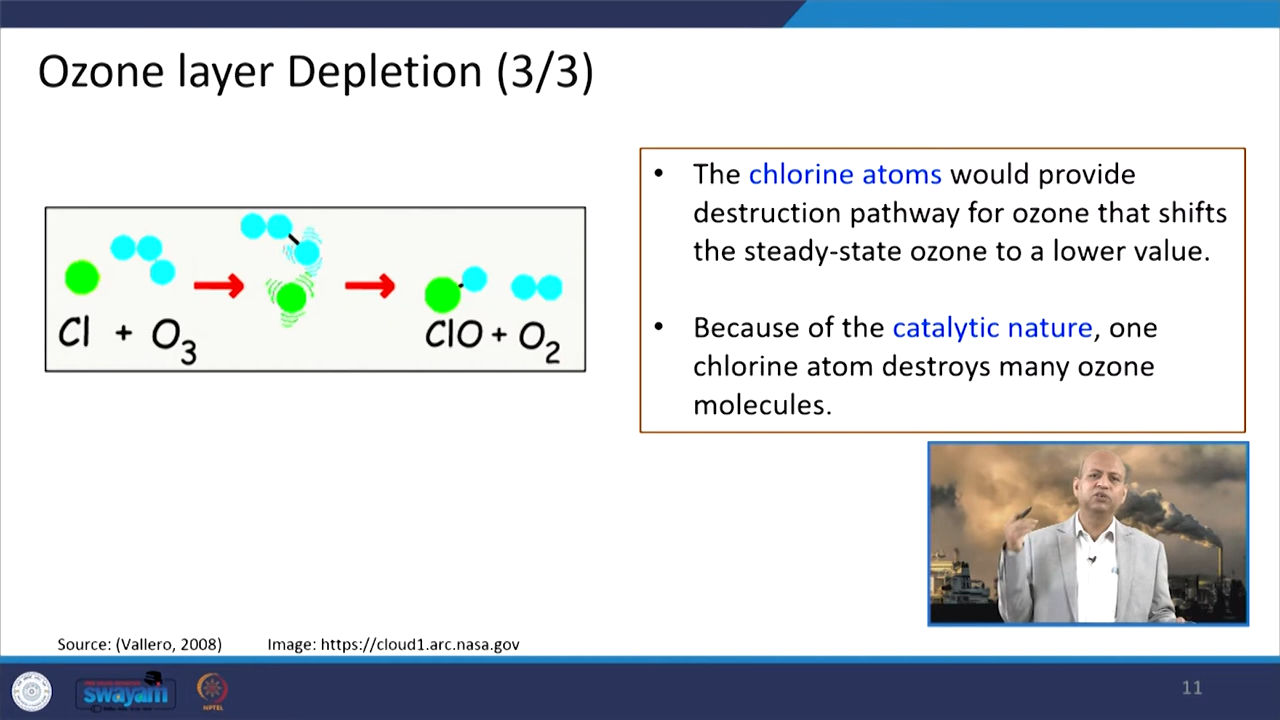 Ozone layer Depletion (3/3)
Cl + O3
ClO + O2
• The chlorine atoms would provide
destruction pathway for ozone that shifts
the steady-state ozone to a lower value.
• Because of the catalytic nature, one
chlorine atom destroys many ozone
molecules.
Source: (Vallero, 2008) Image: https://cloud1.arc.nasa.gov
swayam
NPTEL
11